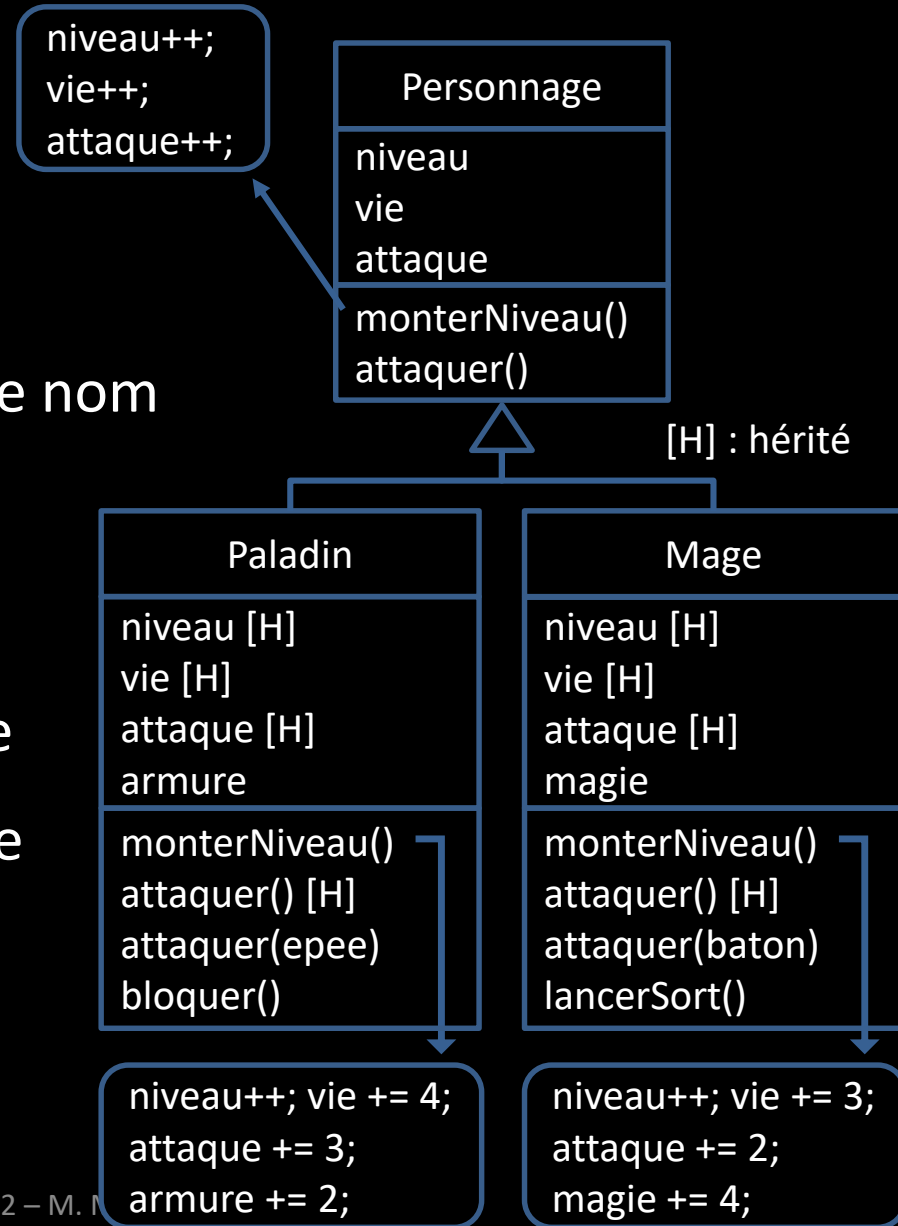 niveau++;
vie++;
attaque++;
Personnage
niveau
vie
attaque
monterNiveau()
attaquer()
e nom
[H] : hérité
e
e
Paladin
niveau [H]
vie [H]
attaque [H]
armure
monterNiveau()
attaquer() [H]
attaquer(epee)
bloquer()
niveau++; vie += 4;
attaque += 3;
armure += 2;
Mage
niveau [H]
vie [H]
attaque [H]
magie
monterNiveau()
attaquer() [H]
attaquer(baton)
lancerSort()
niveau++; vie += 3;
attaque += 2;
magie += 4;
2 – M.